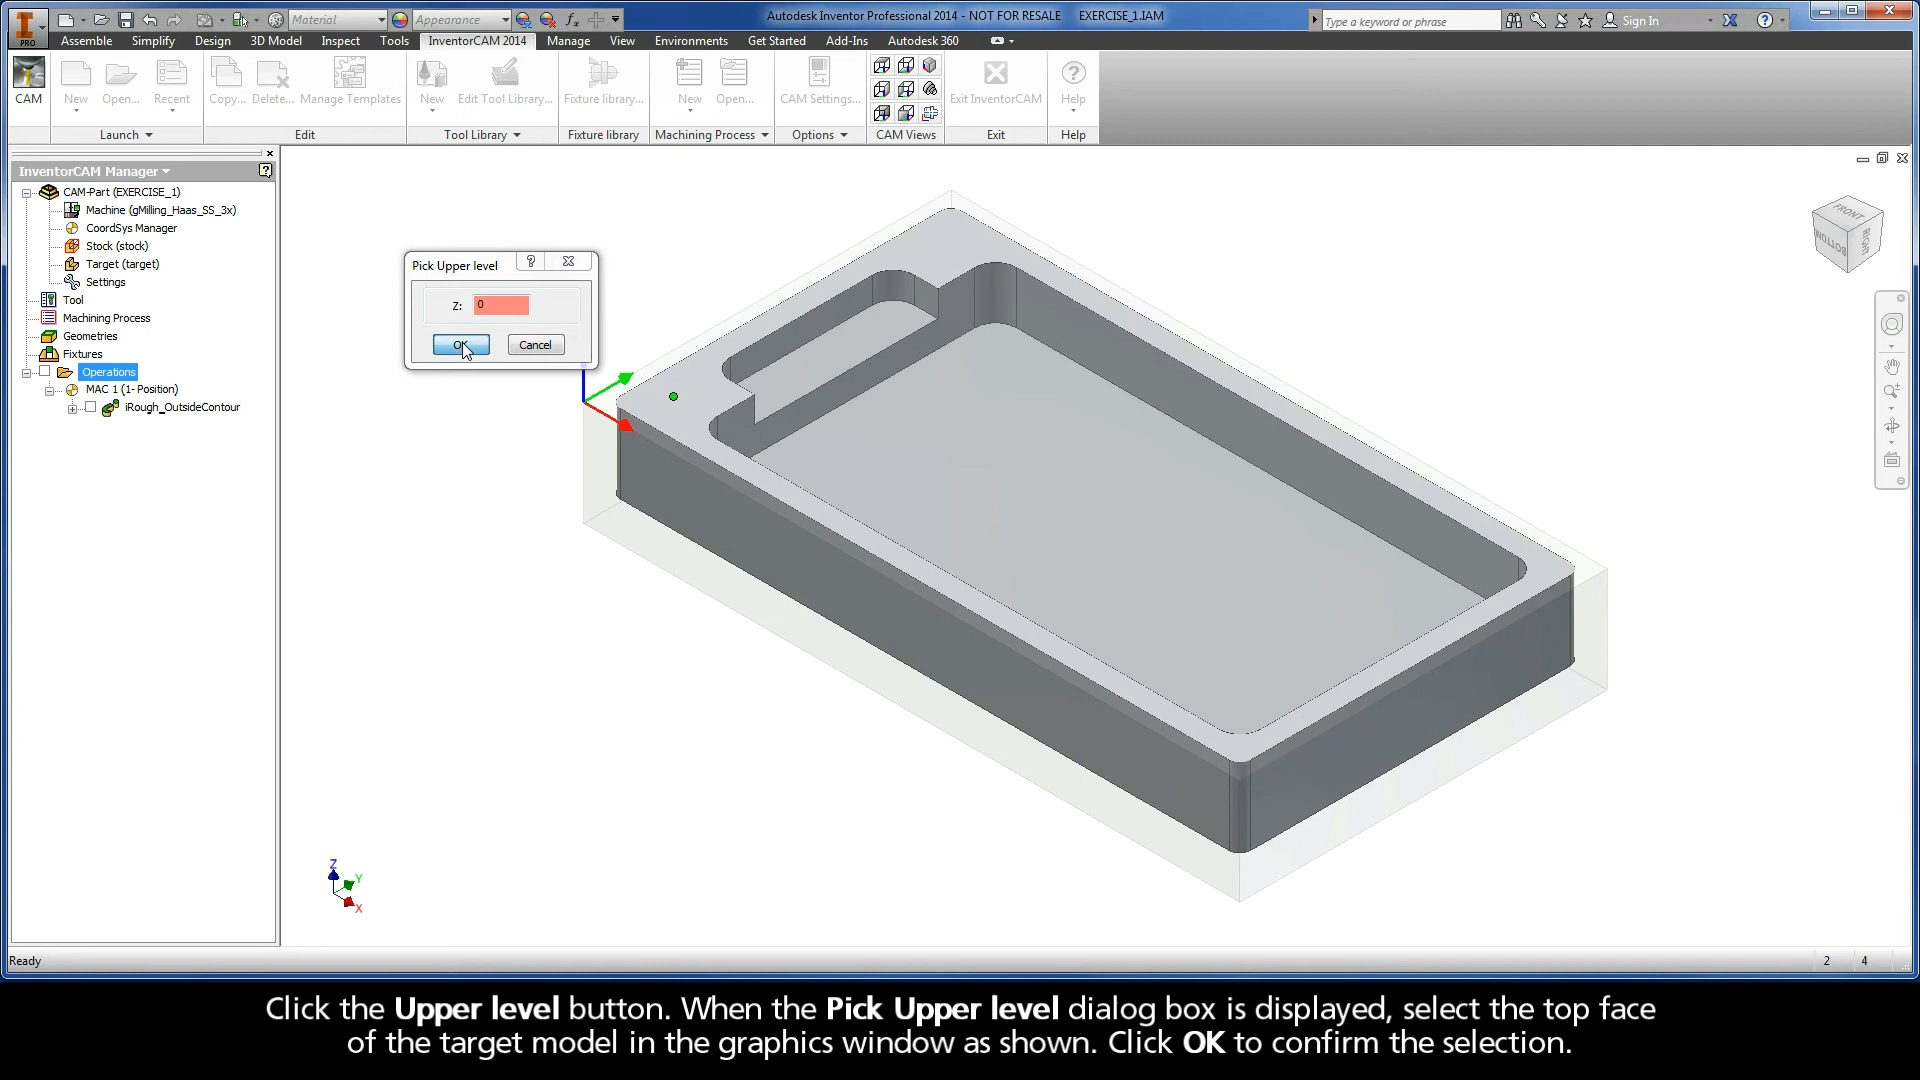 Material
Appearance
Autodesk Inventor Professional 2014 - NOT FOR RESALE EXERCISE_1.IAM
Type a keyword or phrase
Sign In
PRO
Assemble Simplify Design 3D Model Inspect Tools InventorCAM 2014 Manage View Environments Get Started Add-Ins Autodesk 360
CAM New Open... Recent Copy... Delete... Manage Templates New Edit Tool Library... Fixture library... New Open... CAM Settings... Exit InventorCAM Help
Launch Edit Tool Library Fixture library Machining Process Options CAM Views Exit Help
InventorCAM Manager
CAM-Part (EXERCISE_1)
Machine (gMilling_Haas_SS_3x)
CoordSys Manager
Stock (stock)
Target (target)
Settings
Tool
Machining Process
Geometries
Fixtures
Operations
MAC 1 (1- Position)
iRough_OutsideContour
Pick Upper level
Z: 0
OK Cancel
FRONT
BOTTOM
RIGHT
Z
Y
X
Ready
2 4
Click the Upper level button. When the Pick Upper level dialog box is displayed, select the top face
of the target model in the graphics window as shown. Click OK to confirm the selection.